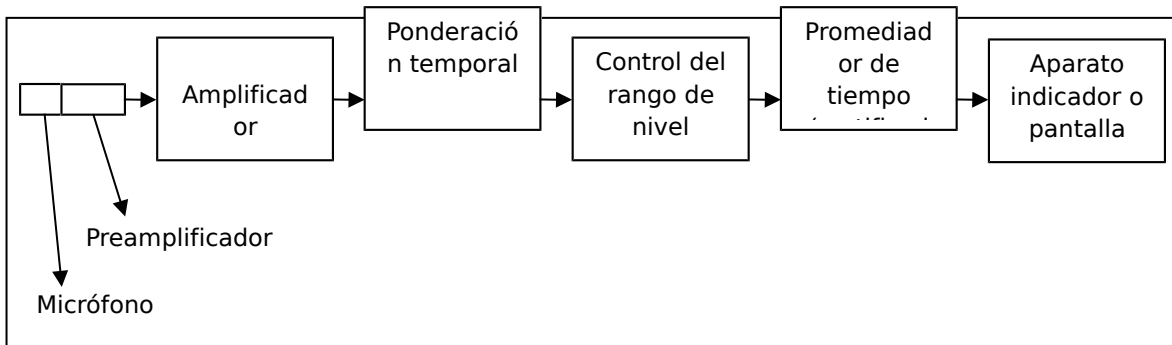 Amplificad
or
Ponderació
n temporal
Control del
rango de
nivel
Promediad
or de
tiempo
Aparato
indicador o
pantalla
Preamplificador
Micrófono